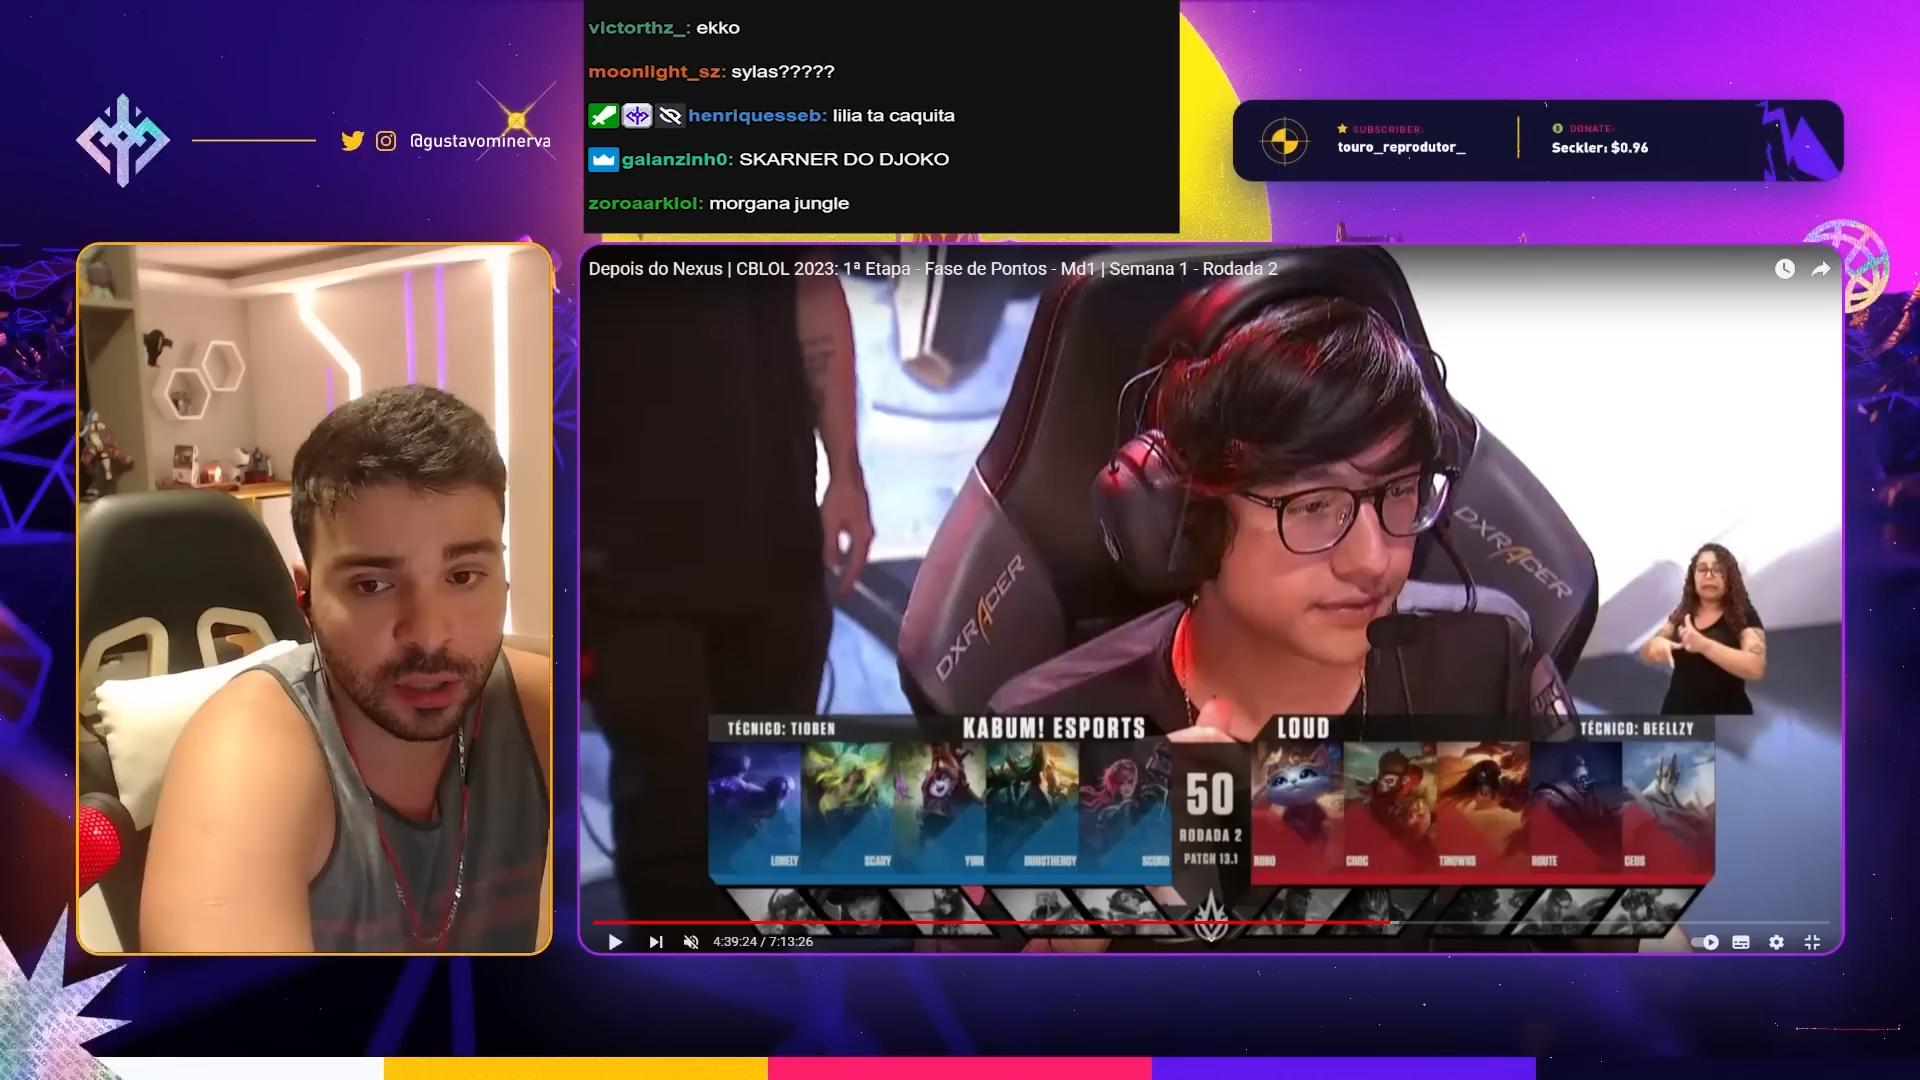 victorthz_: ekko
moonlight_sz: sylas?????
henriquesseb: lilia ta caquita
galanzinh0: SKARNER DO DJOKO
zoroaarklol: morgana jungle
@gustavominerva
SUBSCRIBER:
touro_reprodutor_
DONATE:
Seckler: $0.96
Depois do Nexus | CBLOL 2023: 1ª Etapa - Fase de Pontos - Md1 | Semana 1 - Rodada 2
DXRACER
DXRACER
TÉCNICO: TIOBEN
KABUM! ESPORTS
LOUD
TÉCNICO: BEELLZY
50
RODADA 2
PATCH 13.1
LONELY
SCARY
YUKI
DUDSTHEBOY
SCURO
ROBO
CROC
TINOWNS
ROUTE
CEOS
4:39:24 / 7:13:26